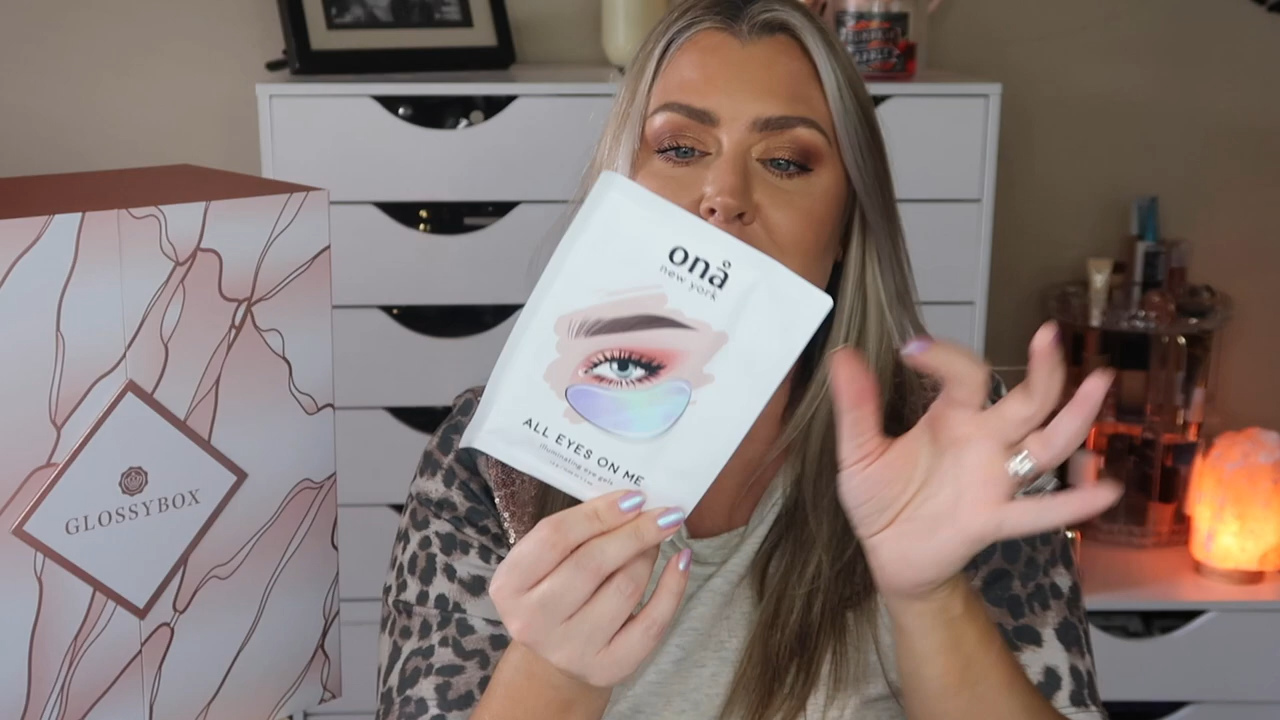 GLOSSYBOX
onå
new york
ALL EYES ON ME
illuminating eye gels